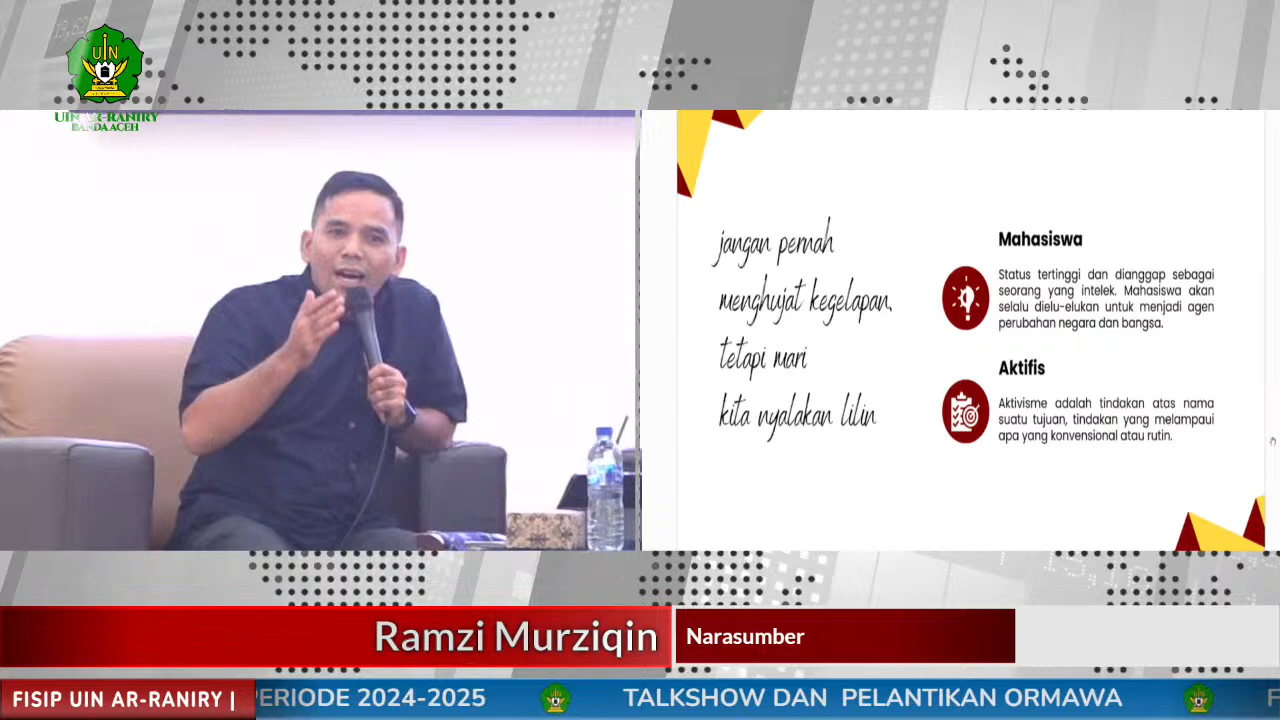 19,62
UIN
UIN AR-RANIRY
BANDA ACEH
jangan pernah
menghujat kegelapan,
tetapi mari
kita nyalakan lilin
Mahasiswa
Status tertinggi dan dianggap sebagai
seorang yang intelek. Mahasiswa akan
selalu dielu-elukan untuk menjadi agen
perubahan negara dan bangsa.
Aktifis
Aktivisme adalah tindakan atas nama
suatu tujuan, tindakan yang melampaui
apa yang konvensional atau rutin.
Ramzi Murziqin
Narasumber
FISIP UIN AR-RANIRY | PERIODE 2024-2025 TALKSHOW DAN PELANTIKAN ORMAWA F